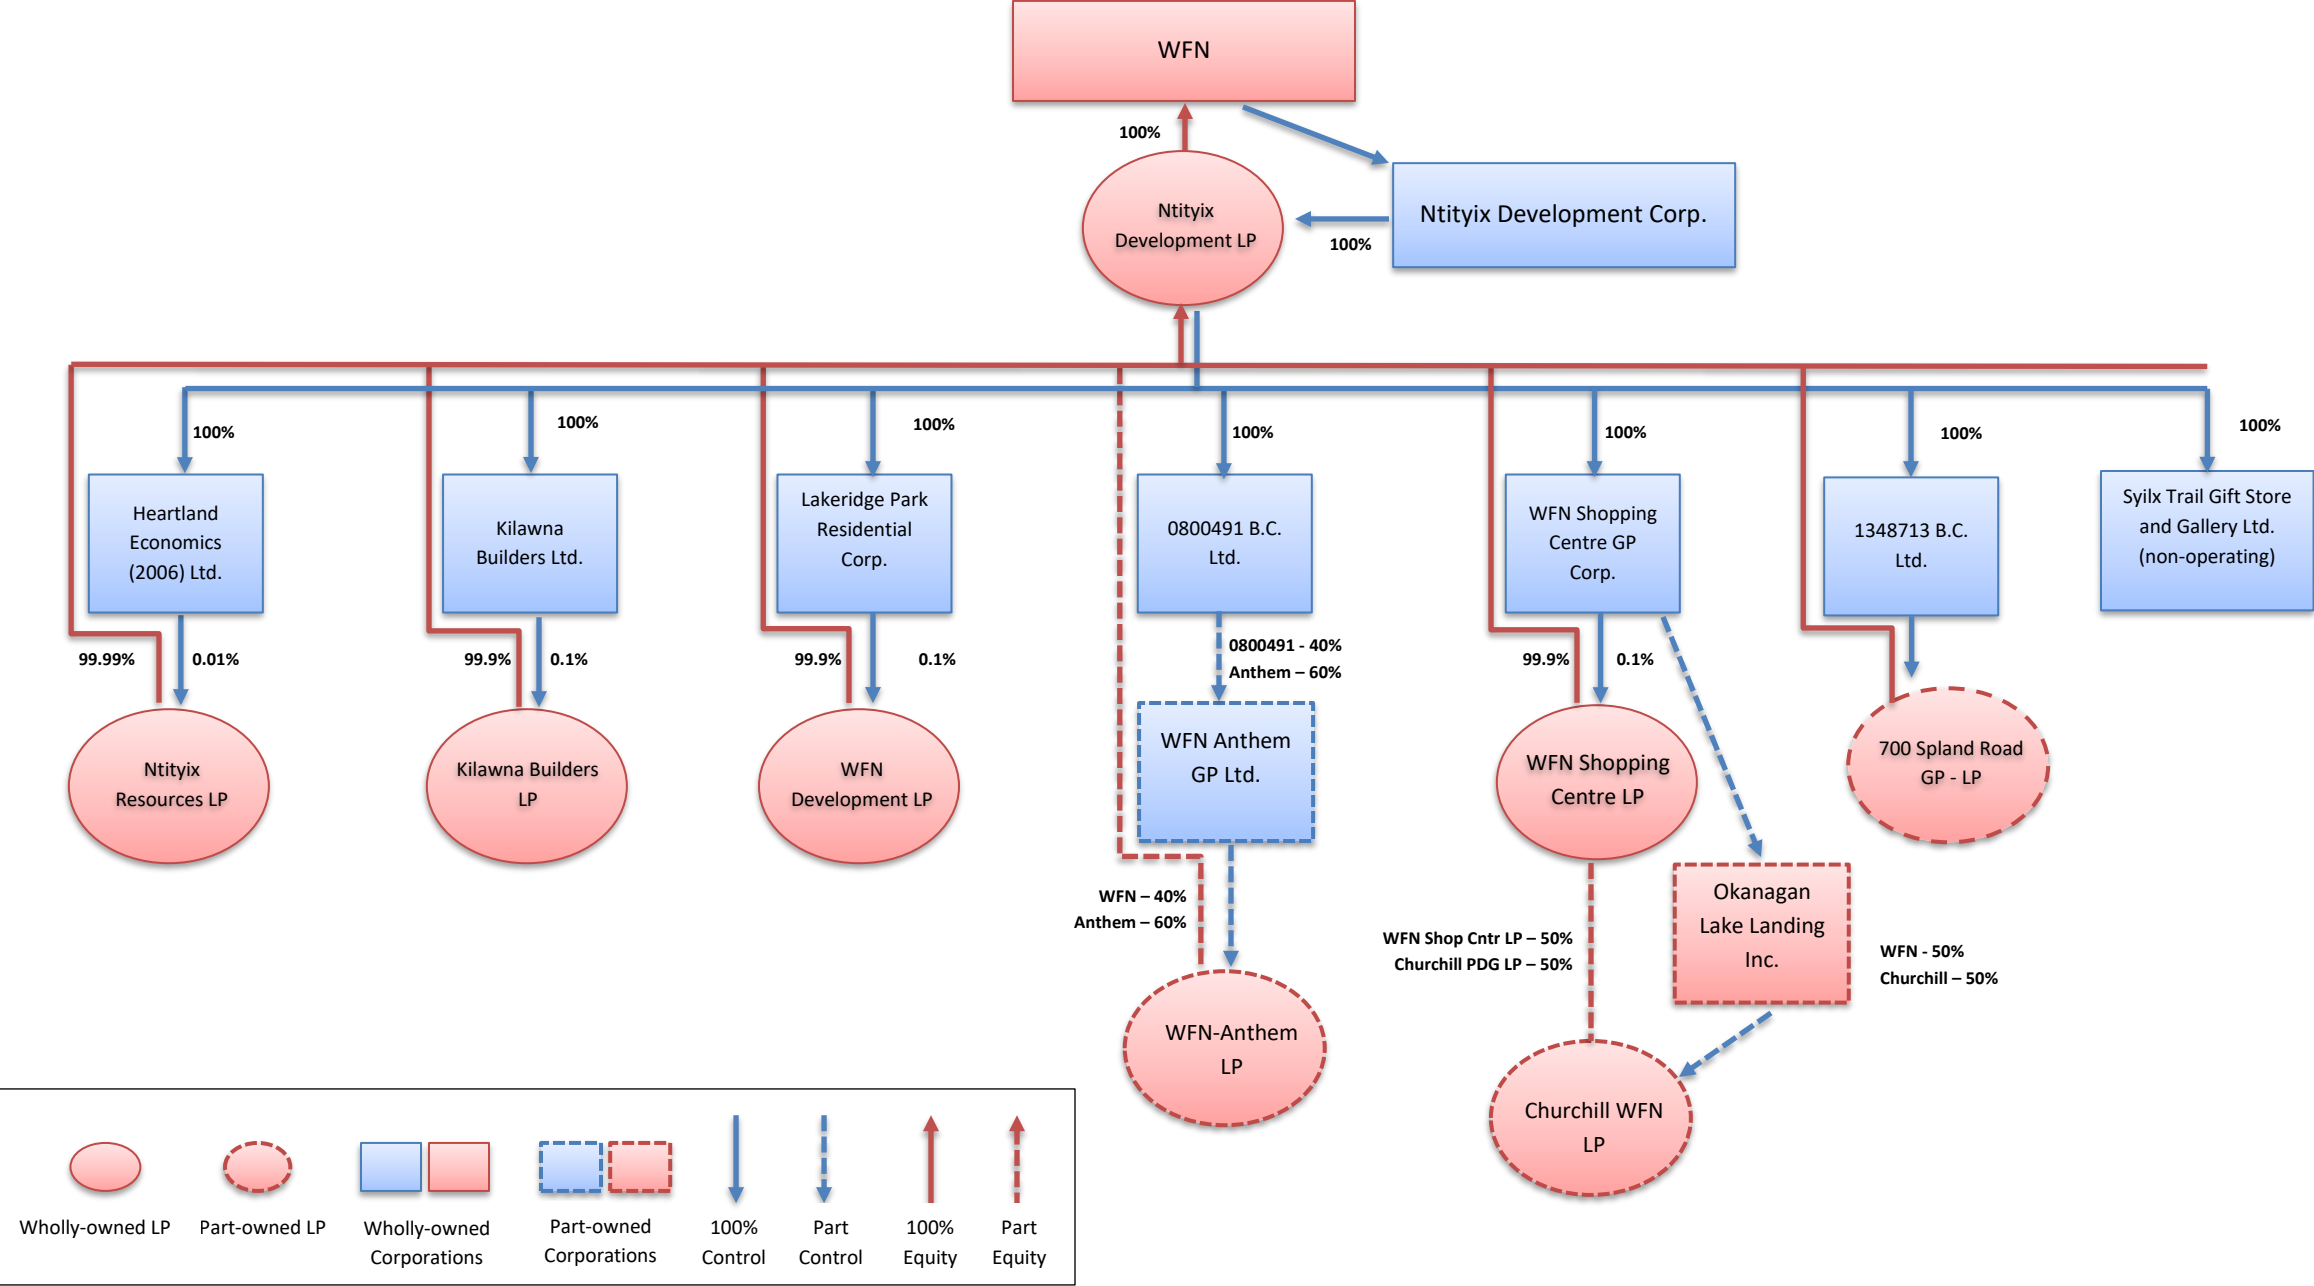 WFN
100%
Ntityix
Development LP
Ntityix Development Corp.
100%
100%
100%
100%
100%
100%
100%
100%
Heartland
Economics
(2006) Ltd.
Kilawna
Builders Ltd.
Lakeridge Park
Residential
Corp.
0800491 B.C.
Ltd.
WFN Shopping
Centre GP
Corp.
1348713 B.C.
Ltd.
Syilx Trail Gift Store
and Gallery Ltd.
(non-operating)
99.99%
0.01%
99.9%
0.1%
99.9%
0.1%
0800491 - 40%
Anthem – 60%
99.9%
0.1%
Ntityix
Resources LP
Kilawna Builders
LP
WFN
Development LP
WFN Anthem
GP Ltd.
WFN Shopping
Centre LP
700 Spland Road
GP - LP
WFN – 40%
Anthem – 60%
WFN Shop Cntr LP – 50%
Churchill PDG LP – 50%
Okanagan
Lake Landing
Inc.
WFN - 50%
Churchill – 50%
WFN-Anthem
LP
Churchill WFN
LP
Wholly-owned LP
Part-owned LP
Wholly-owned
Corporations
Part-owned
Corporations
100%
Control
Part
Control
100%
Equity
Part
Equity